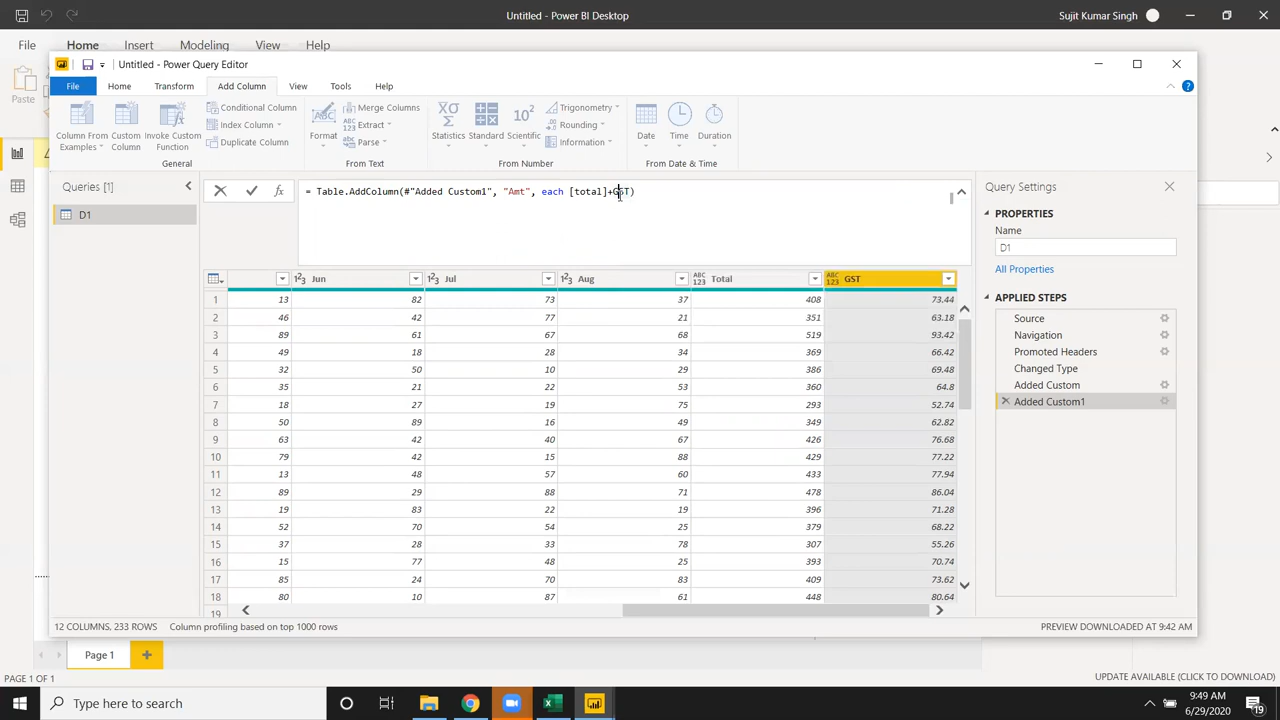 Untitled - Power BI Desktop
Sujit Kumar Singh
File Home Insert Modeling View Help
Untitled - Power Query Editor
File Home Transform Add Column View Tools Help
Paste
Column From Examples
Custom Column
Invoke Custom Function
Conditional Column
Index Column
Duplicate Column
General
Format
Merge Columns
Extract
Parse
From Text
Statistics
Standard
Scientific
Trigonometry
Rounding
Information
From Number
Date
Time
Duration
From Date & Time
Queries [1]
D1
= Table.AddColumn(#"Added Custom1", "Amt", each [total]+GST)
Jun Jul Aug Total GST
1 13 82 73 37 408 73.44
2 46 42 77 21 351 63.18
3 89 61 67 68 519 93.42
4 49 18 28 34 369 66.42
5 32 50 10 29 386 69.48
6 35 21 22 53 360 64.8
7 18 27 19 75 293 52.74
8 50 89 16 49 349 62.82
9 63 42 40 67 426 76.68
10 79 42 15 88 429 77.22
11 13 48 57 60 433 77.94
12 89 29 88 71 478 86.04
13 19 83 22 19 396 71.28
14 52 70 54 25 379 68.22
15 37 28 33 78 307 55.26
16 15 77 48 25 393 70.74
17 85 24 70 83 409 73.62
18 80 10 87 61 448 80.64
19
Query Settings
PROPERTIES
Name
D1
All Properties
APPLIED STEPS
Source
Navigation
Promoted Headers
Changed Type
Added Custom
Added Custom1
12 COLUMNS, 233 ROWS Column profiling based on top 1000 rows
PREVIEW DOWNLOADED AT 9:42 AM
Page 1
PAGE 1 OF 1
UPDATE AVAILABLE (CLICK TO DOWNLOAD)
Type here to search
9:49 AM
6/29/2020
19